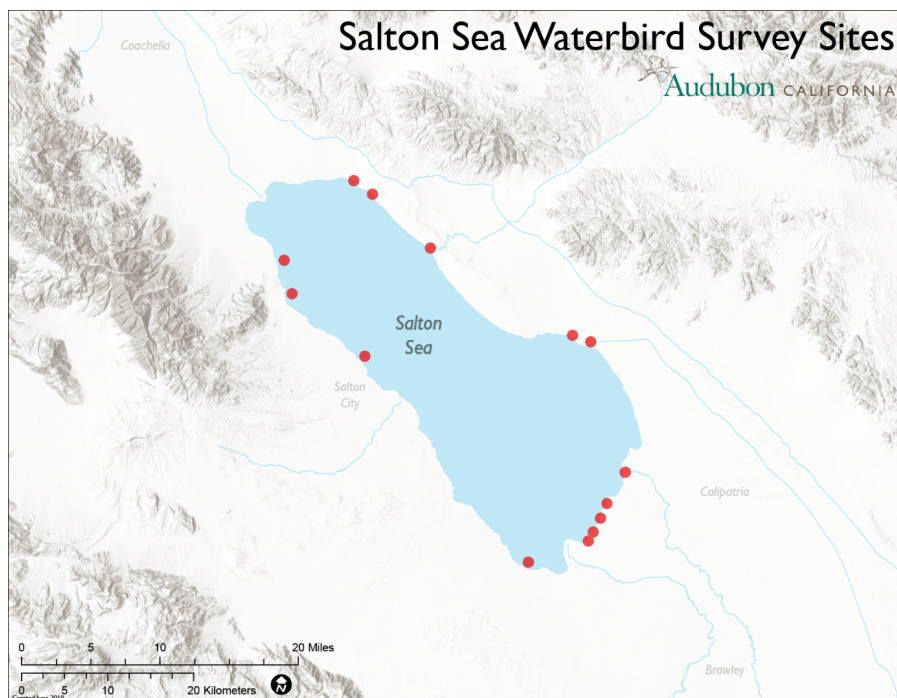 Salton Sea Waterbird Survey Sites
Audubon CALIFORNIA
Coachella
Salton
Sea
Salton
City
Calipatria
Brawley
0 5 10 20 Miles
0 5 10 20 Kilometers
N